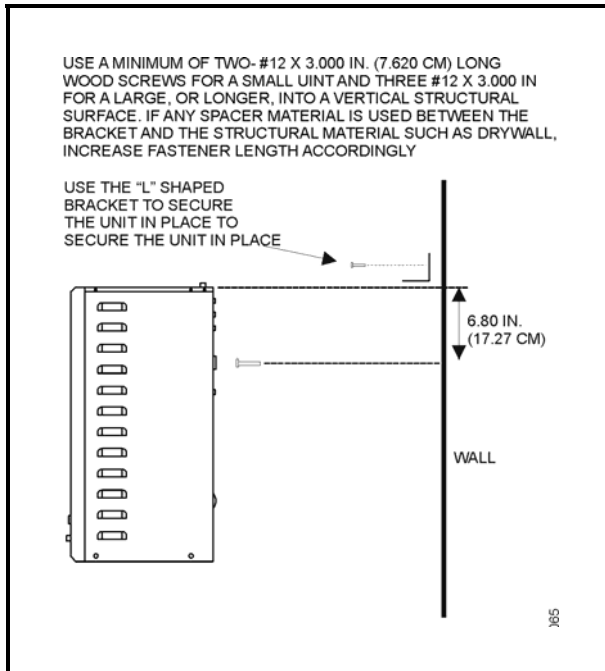 USE A MINIMUM OF TWO- #12 X 3.000 IN. (7.620 CM) LONG
WOOD SCREWS FOR A SMALL UINT AND THREE #12 X 3.000 IN
FOR A LARGE, OR LONGER, INTO A VERTICAL STRUCTURAL
SURFACE. IF ANY SPACER MATERIAL IS USED BETWEEN THE
BRACKET AND THE STRUCTURAL MATERIAL SUCH AS DRYWALL,
INCREASE FASTENER LENGTH ACCORDINGLY
USE THE “L” SHAPED
BRACKET TO SECURE
THE UNIT IN PLACE TO
SECURE THE UNIT IN PLACE
6.80 IN.
(17.27 CM)
WALL